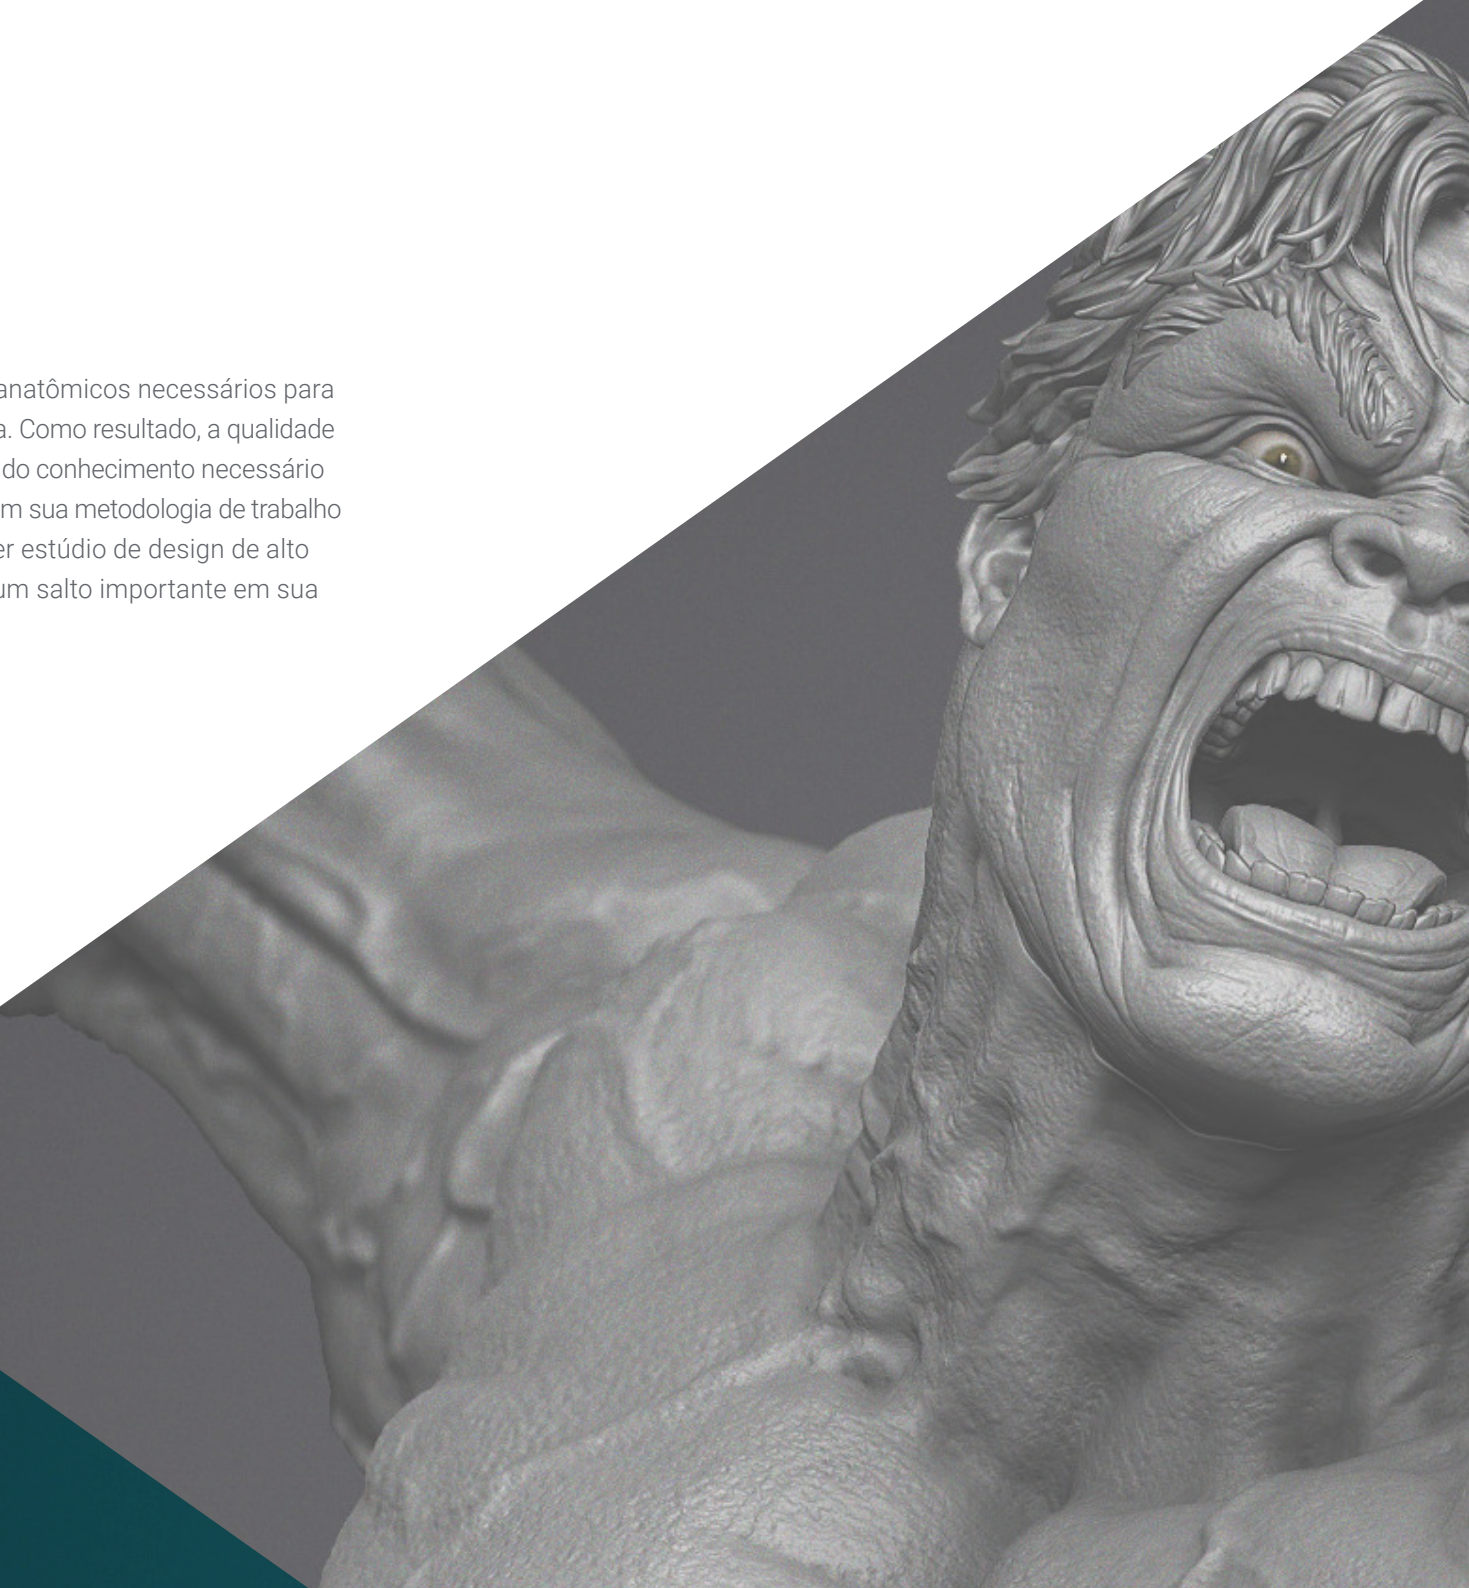 anatômicos necessários para
a. Como resultado, a qualidade
do conhecimento necessário
m sua metodologia de trabalho
er estúdio de design de alto
um salto importante em sua